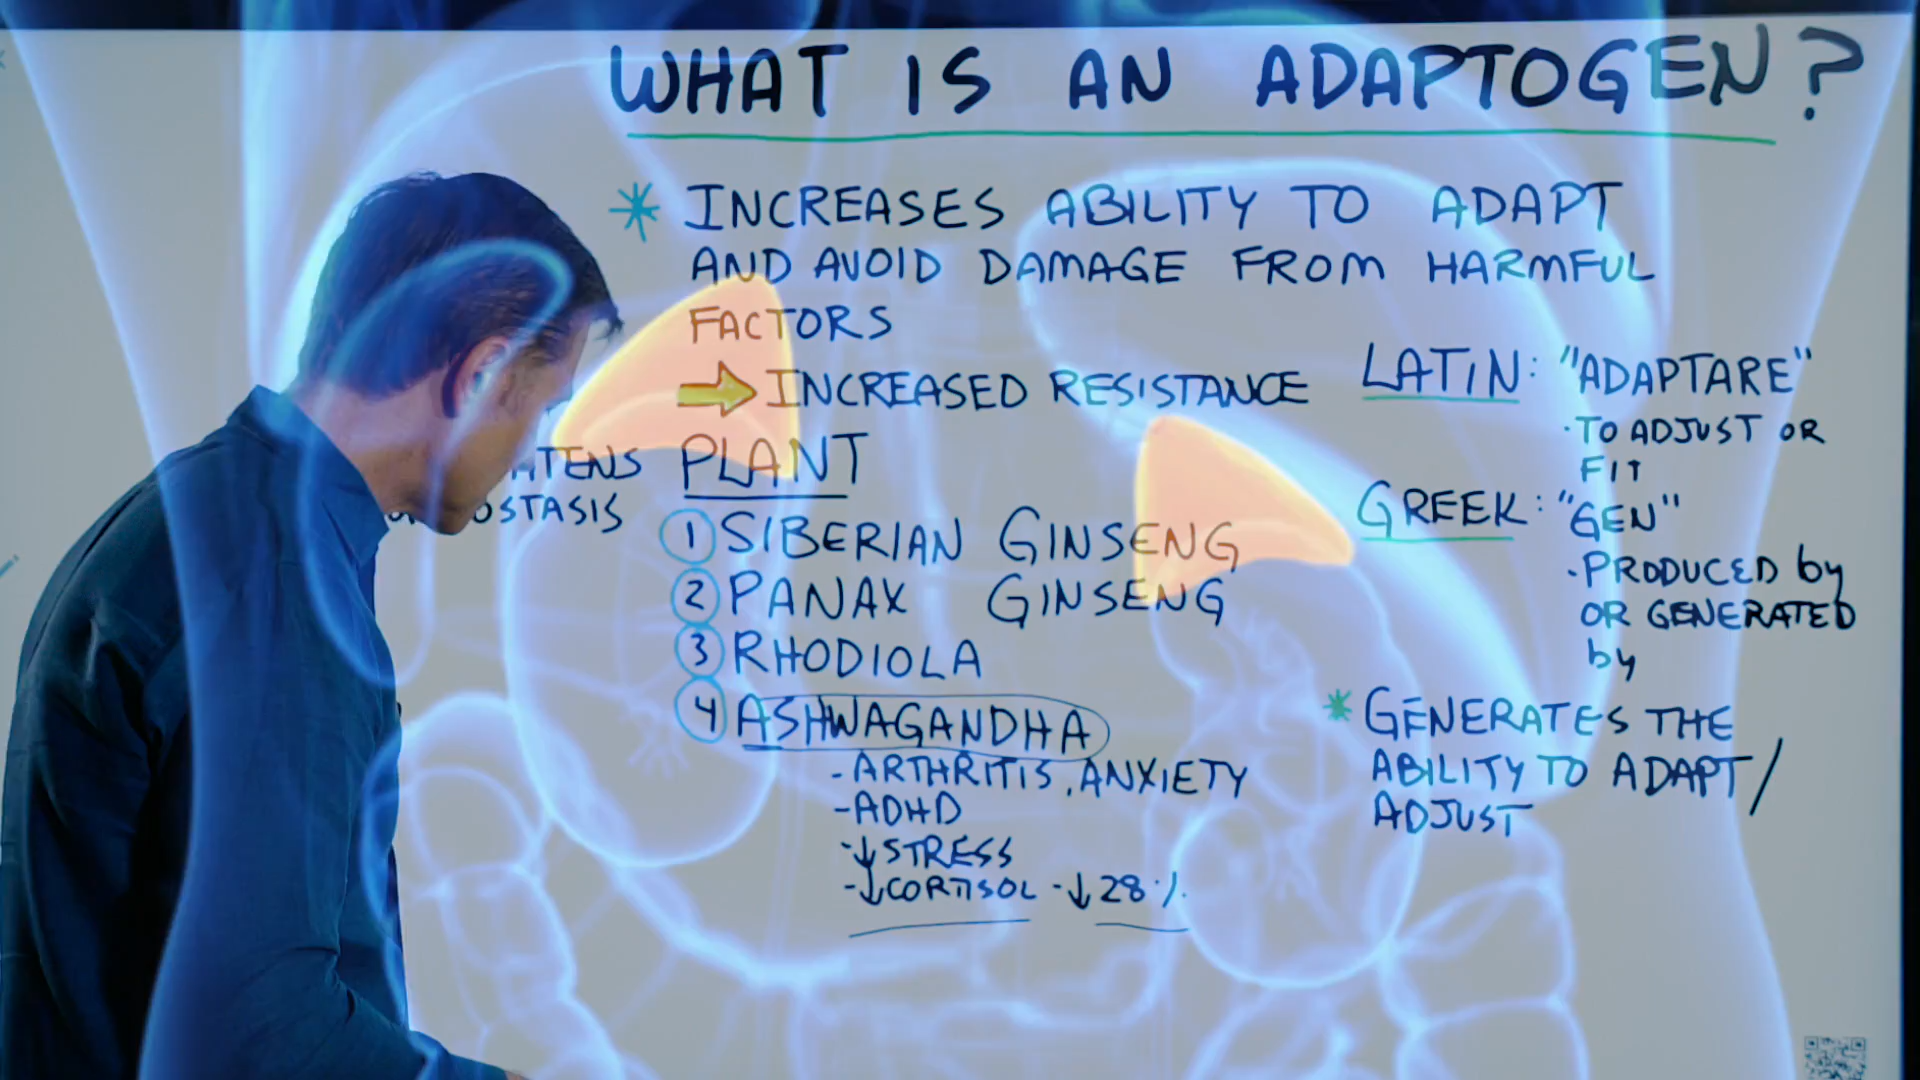 WHAT IS AN ADAPTOGEN?
* INCREASES ABILITY TO ADAPT
AND AVOID DAMAGE FROM HARMFUL
FACTORS
➡ INCREASED RESISTANCE
PLANT
① SIBERIAN GINSENG
② PANAX GINSENG
③ RHODIOLA
④ ASHWAGANDHA
- ARTHRITIS, ANXIETY
- ADHD
- ↓ STRESS
- ↓ CORTISOL - ↓ 28%
LATIN: "ADAPTARE"
· TO ADJUST OR
FIT
GREEK: "GEN"
· PRODUCED by
OR GENERATED
by
* GENERATES THE
ABILITY TO ADAPT/
ADJUST